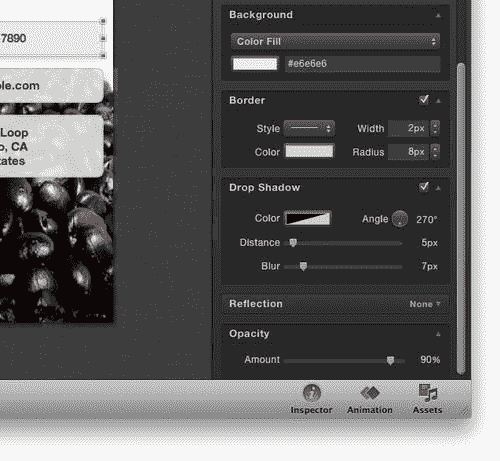 7890
ple.com
Loop
o, CA
tates
Background
Color Fill
#e6e6e6
Border
Style
Width
2px
Color
Radius
8px
Drop Shadow
Color
Angle
270°
Distance
5px
Blur
7px
Reflection
None
Opacity
Amount
90%
Inspector
Animation
Assets